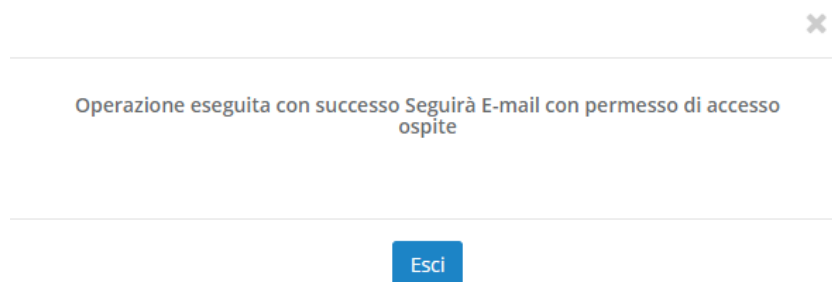 Operazione eseguita con successo Seguirà E-mail con permesso di accesso
ospite
Esci